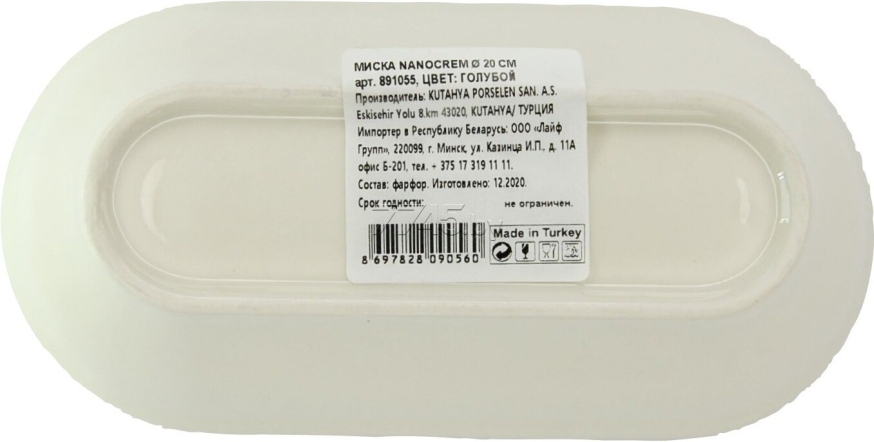 МИСКА NANOCREM Ø 20 СМ
арт. 891055, ЦВЕТ: ГОЛУБОЙ
Производитель: KUTAHYA PORSELEN SAN. A.S.
Eskisehir Yolu 8.km 43020, KUTAHYA/ ТУРЦИЯ
Импортер в Республику Беларусь: ООО «Лайф
Групп», 220099, г. Минск, ул. Казинца И.П., д. 11А
офис Б-201, тел. + 375 17 319 11 11.
Состав: фарфор. Изготовлено: 12.2020.
Срок годности: не ограничен.
7745.by
Made in Turkey
8 697828 090560